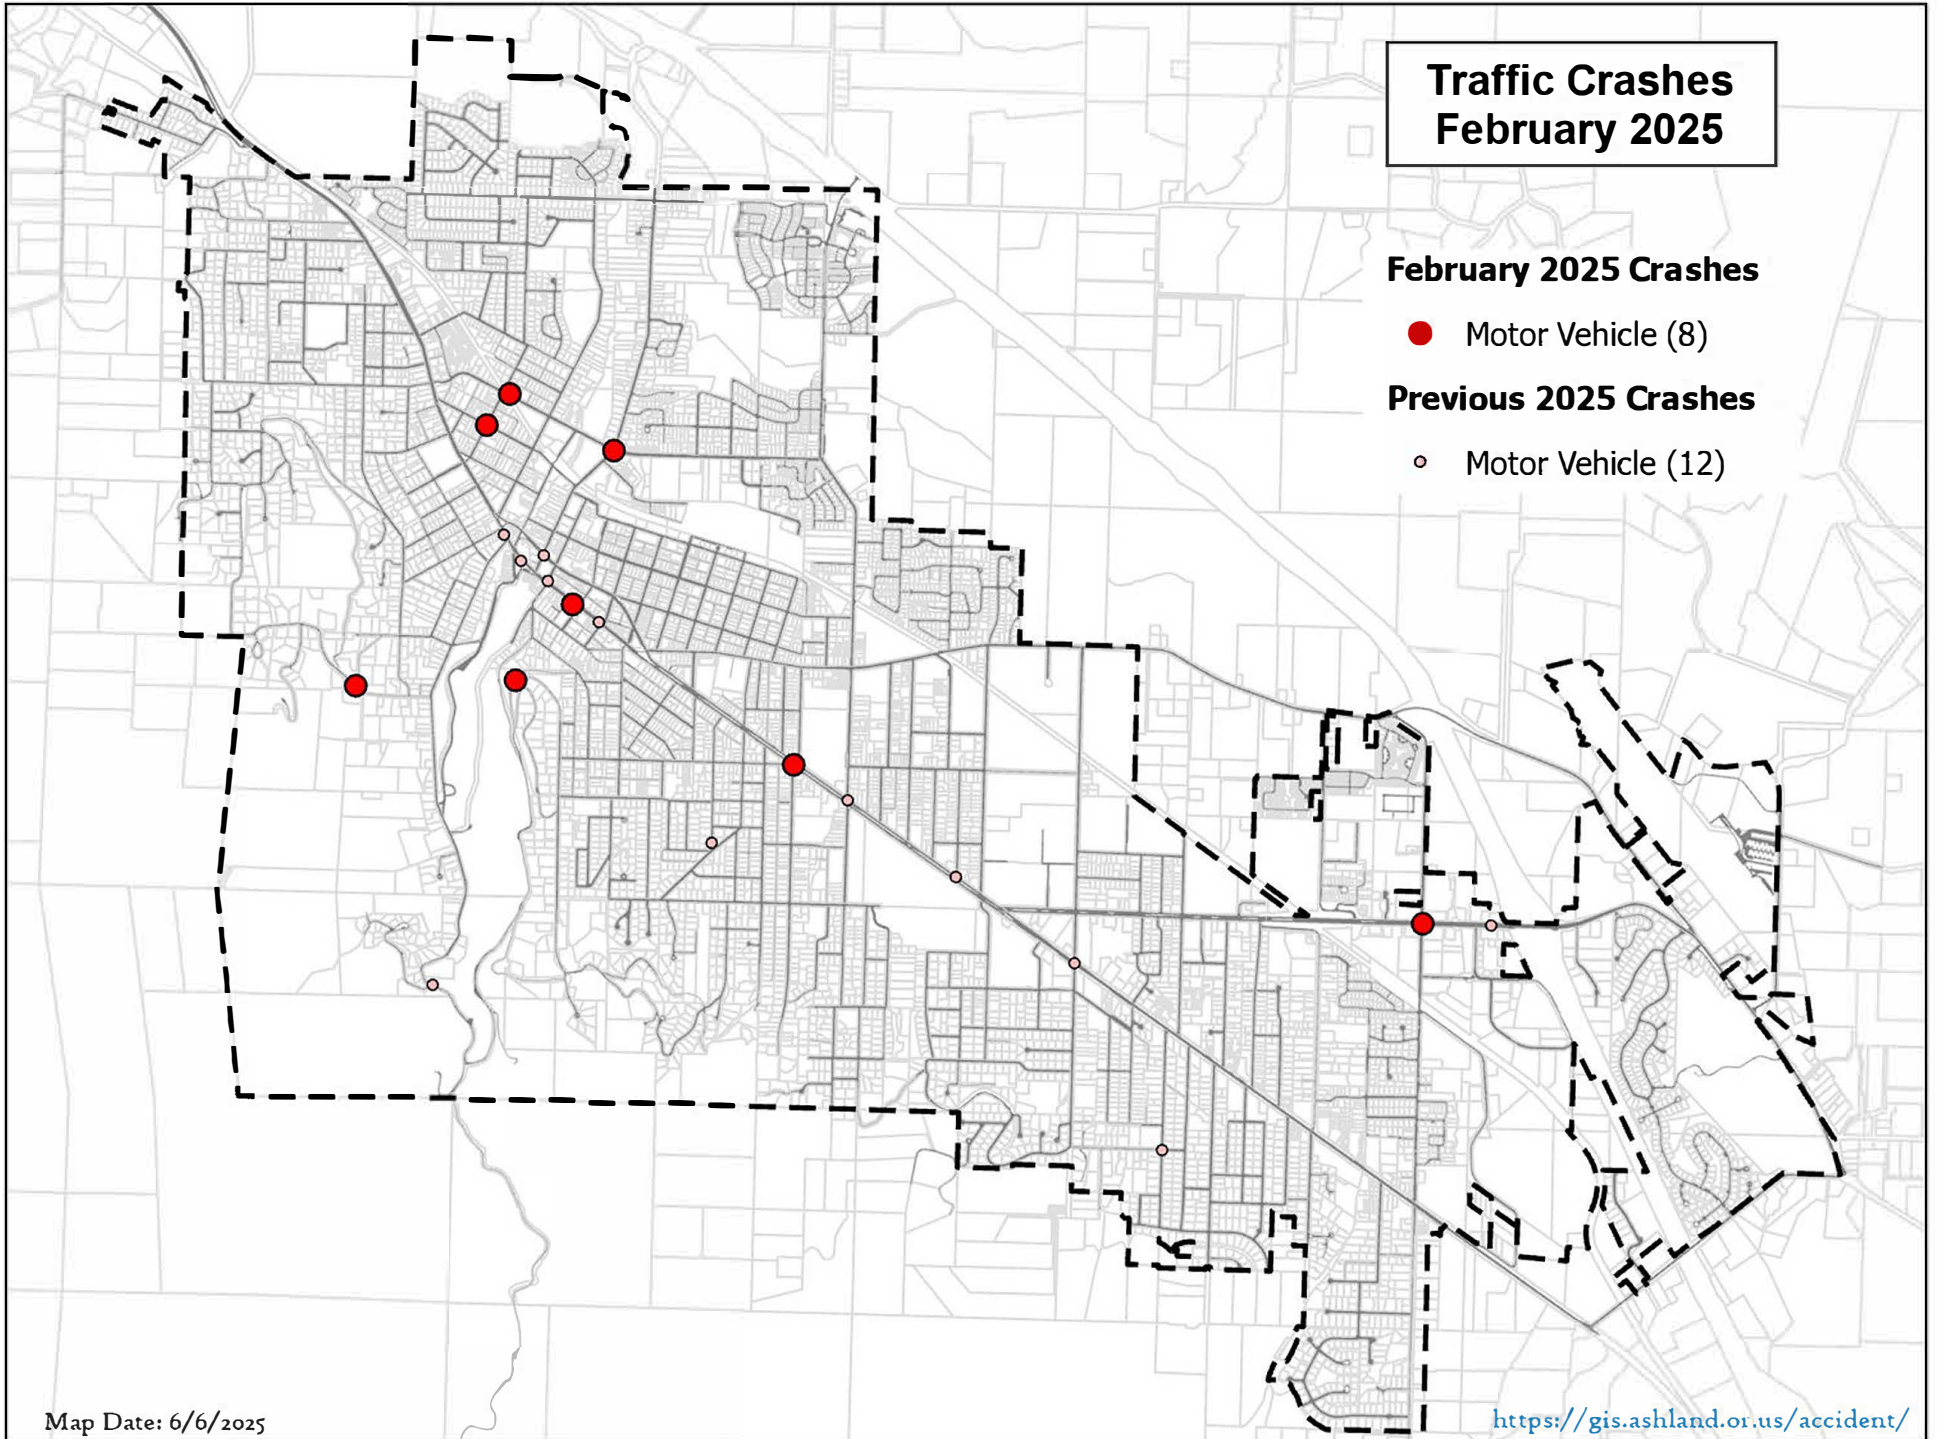 Traffic Crashes
February 2025
February 2025 Crashes
Motor Vehicle (8)
Previous 2025 Crashes
Motor Vehicle (12)
Map Date: 6/6/2025
https://gis.ashland.or.us/accident/